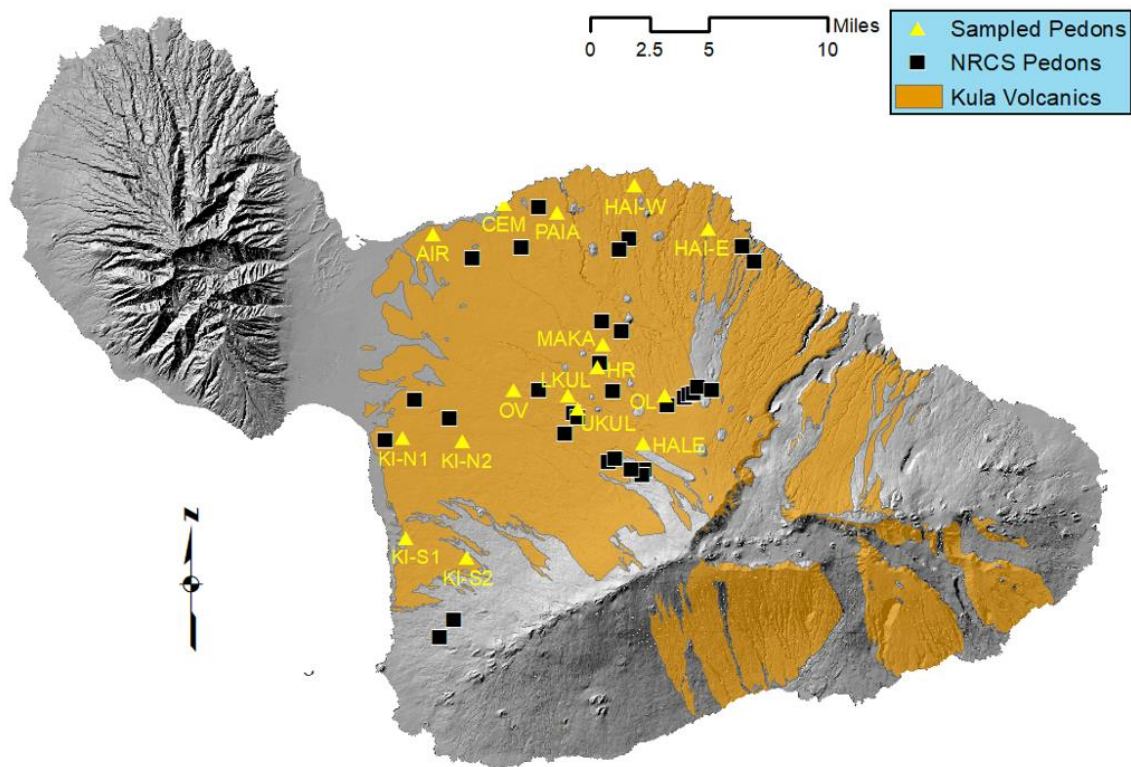 Miles
0 2.5 5 10
Sampled Pedons
NRCS Pedons
Kula Volcanics
HAI-W
CEM
PAIA
AIR
HAI-E
MAKA
HR
LKUL
OV
OL
UKUL
HALE
KI-N1
KI-N2
KI-S1
KI-S2
N